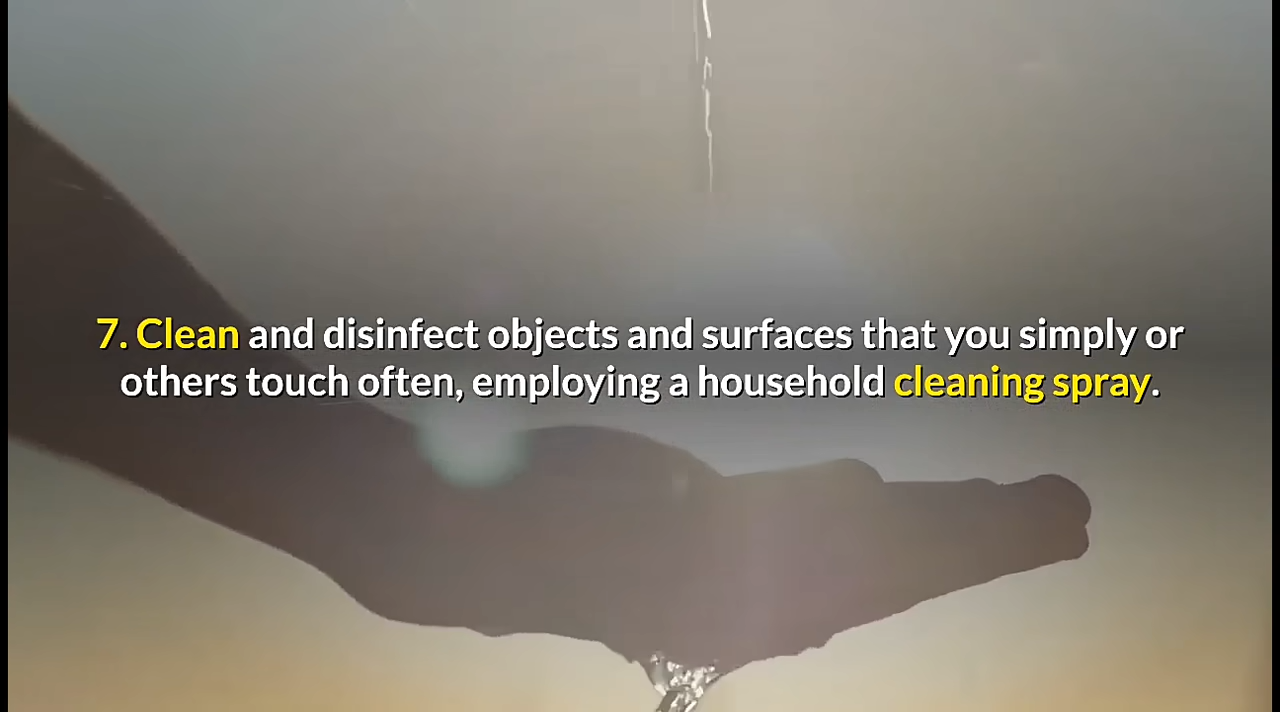 7. Clean and disinfect objects and surfaces that you simply or
others touch often, employing a household cleaning spray.